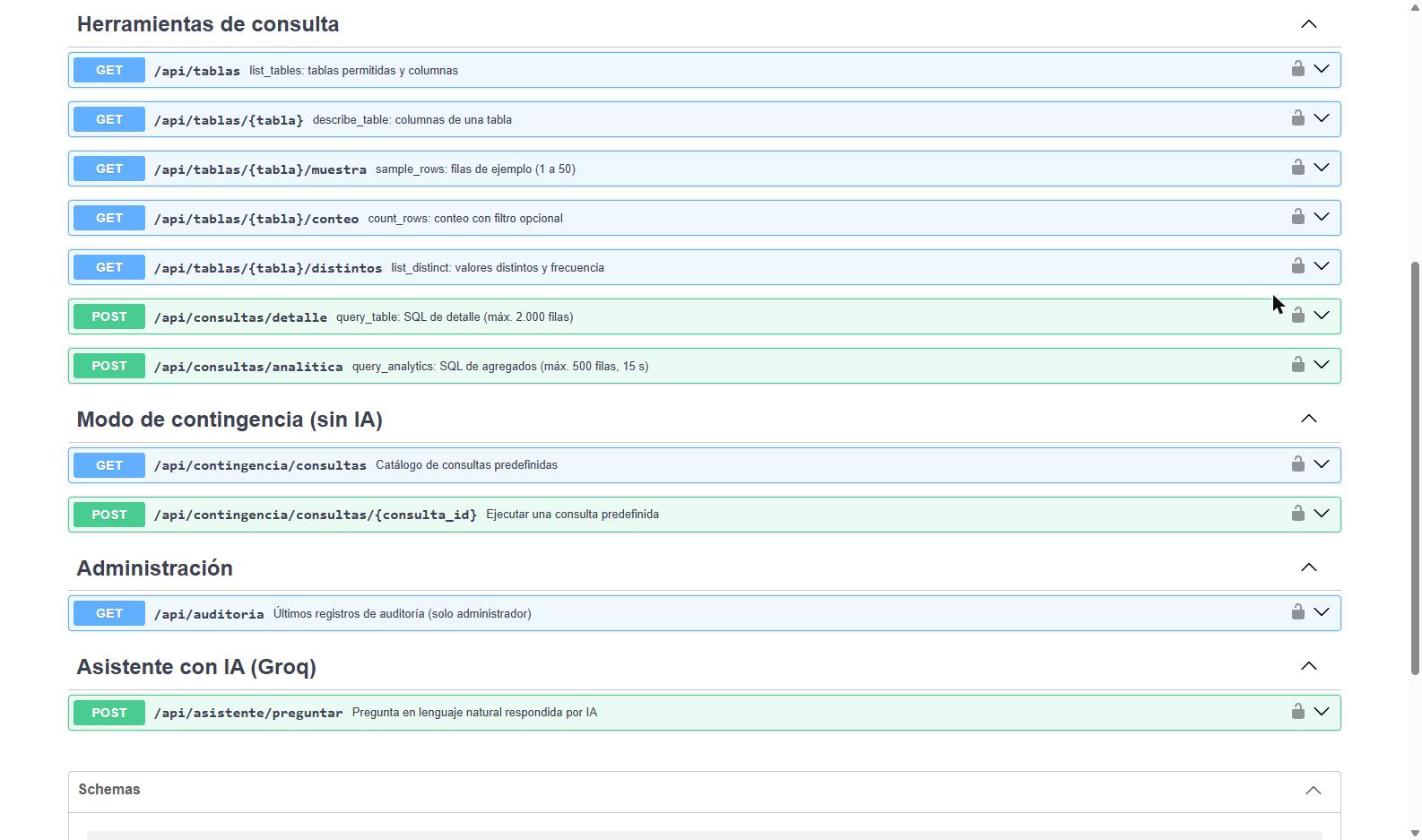 Herramientas de consulta
GET /api/tablas list_tables: tablas permitidas y columnas
GET /api/tablas/{tabla} describe_table: columnas de una tabla
GET /api/tablas/{tabla}/muestra sample_rows: filas de ejemplo (1 a 50)
GET /api/tablas/{tabla}/conteo count_rows: conteo con filtro opcional
GET /api/tablas/{tabla}/distintos list_distinct: valores distintos y frecuencia
POST /api/consultas/detalle query_table: SQL de detalle (máx. 2.000 filas)
POST /api/consultas/analitica query_analytics: SQL de agregados (máx. 500 filas, 15 s)
Modo de contingencia (sin IA)
GET /api/contingencia/consultas Catálogo de consultas predefinidas
POST /api/contingencia/consultas/{consulta_id} Ejecutar una consulta predefinida
Administración
GET /api/auditoria Últimos registros de auditoría (solo administrador)
Asistente con IA (Groq)
POST /api/asistente/preguntar Pregunta en lenguaje natural respondida por IA
Schemas